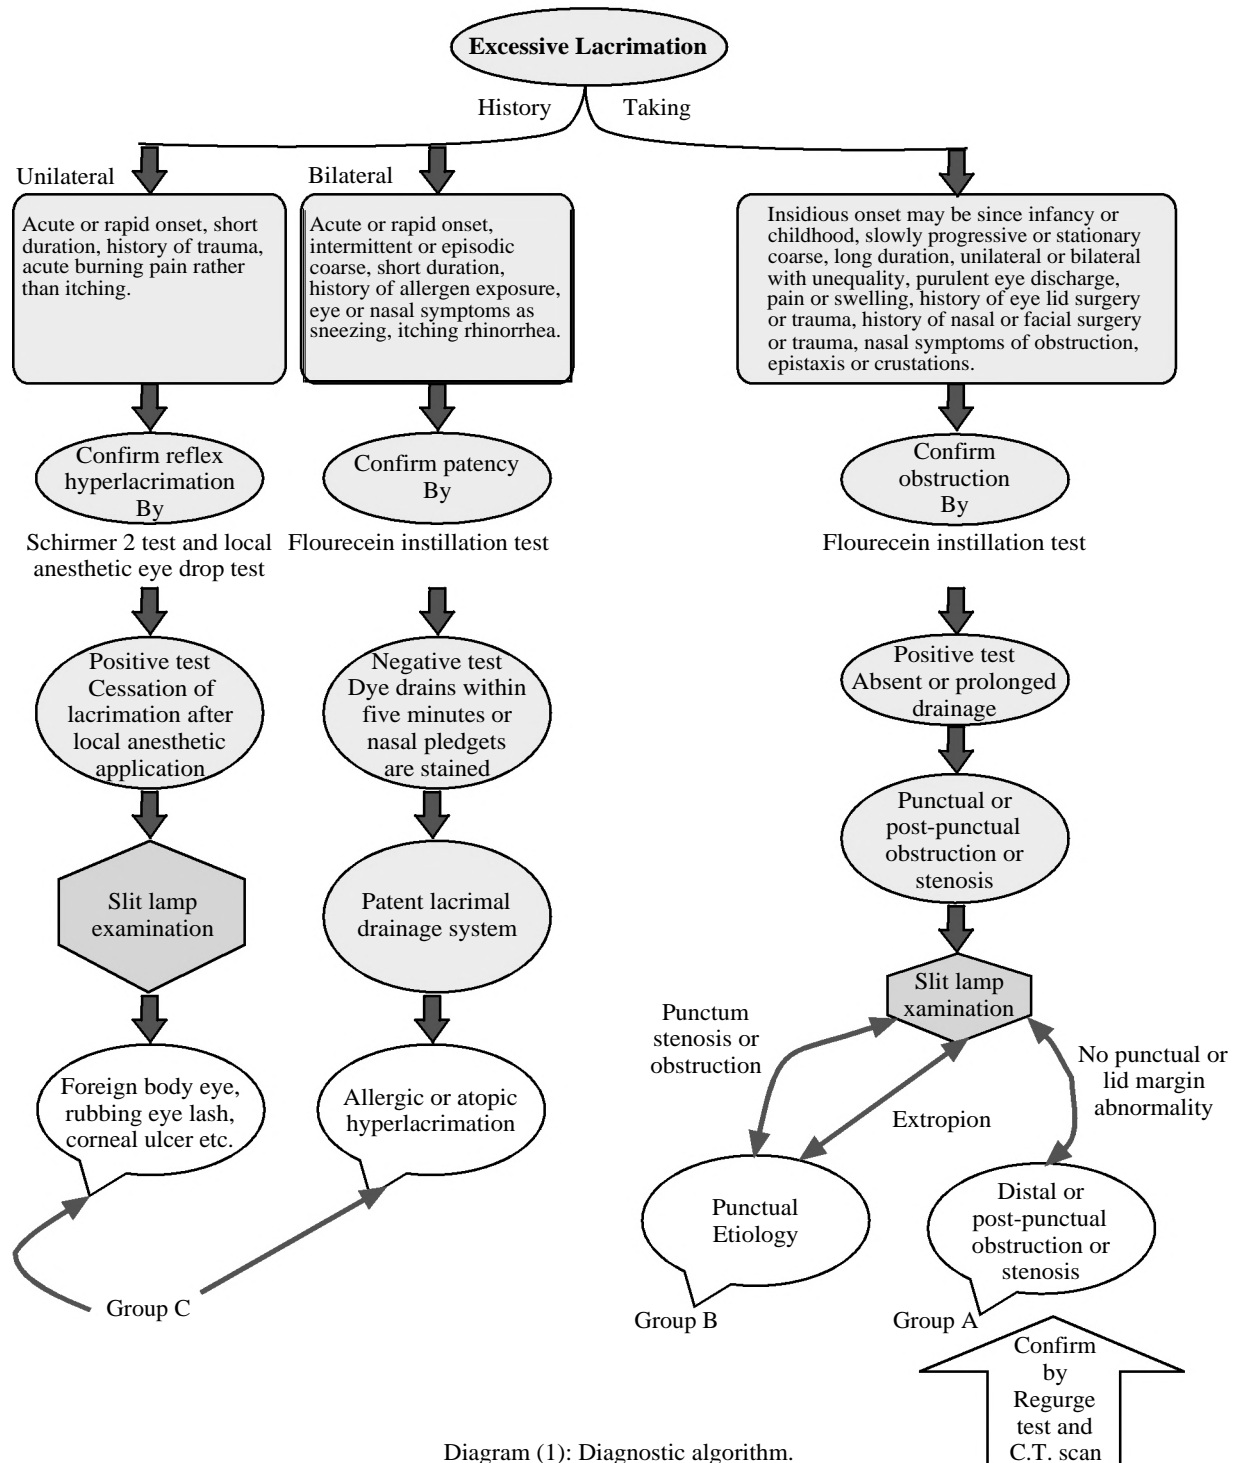 Excessive Lacrimation
History
Taking
Unilateral
Acute or rapid onset, short
duration, history of trauma,
acute burning pain rather
than itching.
Confirm reflex
hyperlacrimation
By
Schirmer 2 test and local
anesthetic eye drop test
Positive test
Cessation of
lacrimation after
local anesthetic
application
Slit lamp
examination
Foreign body eye,
rubbing eye lash,
corneal ulcer etc.
Bilateral
Acute or rapid onset,
intermittent or episodic
coarse, short duration,
history of allergen exposure,
eye or nasal symptoms as
sneezing, itching rhinorrhea.
Confirm patency
By
Flourecein instillation test
Negative test
Dye drains within
five minutes or
nasal pledgets
are stained
Patent lacrimal
drainage system
Allergic or atopic
hyperlacrimation
Group C
Insidious onset may be since infancy or
childhood, slowly progressive or stationary
coarse, long duration, unilateral or bilateral
with unequality, purulent eye discharge,
pain or swelling, history of eye lid surgery
or trauma, history of nasal or facial surgery
or trauma, nasal symptoms of obstruction,
epistaxis or crustations.
Confirm
obstruction
By
Flourecein instillation test
Positive test
Absent or prolonged
drainage
Punctual or
post-punctual
obstruction or
stenosis
Slit lamp
xamination
Punctum
stenosis or
obstruction
Extropion
No punctual or
lid margin
abnormality
Punctual
Etiology
Group B
Distal or
post-punctual
obstruction or
stenosis
Group A
Confirm
by
Regurge
test and
C.T. scan
Diagram (1): Diagnostic algorithm.